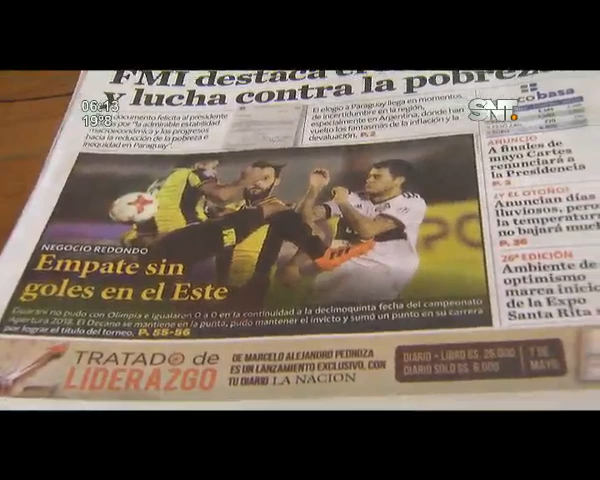 FMI destaca
y lucha contra la pobrez
06:13
19°8
SNT.
documento felicita al presidente
por "la admirable estabilidad
macroeconómica y los progresos
hacia la reducción de la pobreza e
inequidad en Paraguay".
El elogio a Paraguay llega en momentos
de incertidumbre en la región,
especialmente en Argentina, donde han
vuelto los fantasmas de la inflación y la
devaluación. P. 2
co basa
ANUNCIO
A finales de
mayo Cartes
renunciará a
la Presidencia
P. 3
¿Y EL OTOÑO?
Anuncian días
lluviosos, pero
la temperatura
no bajará much
P. 36
26ª EDICIÓN
Ambiente de
optimismo
marca inicio
de la Expo
Santa Rita
NEGOCIO REDONDO
Empate sin
goles en el Este
Guaraní no pudo con Olimpia e igualaron 0 a 0 en la continuidad a la decimoquinta fecha del campeonato
Apertura 2018. El Decano se mantiene en la punta, pudo mantener el invicto y sumó un punto en su carrera
por lograr el título del torneo. P. 55-56
TRATADO de
LIDERAZGO
DE MARCELO ALEJANDRO PEDROZA
ES UN LANZAMIENTO EXCLUSIVO, CON
TU DIARIO LA NACION
DIARIO + LIBRO GS. 25.000
DIARIO SOLO GS. 6.000
7 DE
MAYO